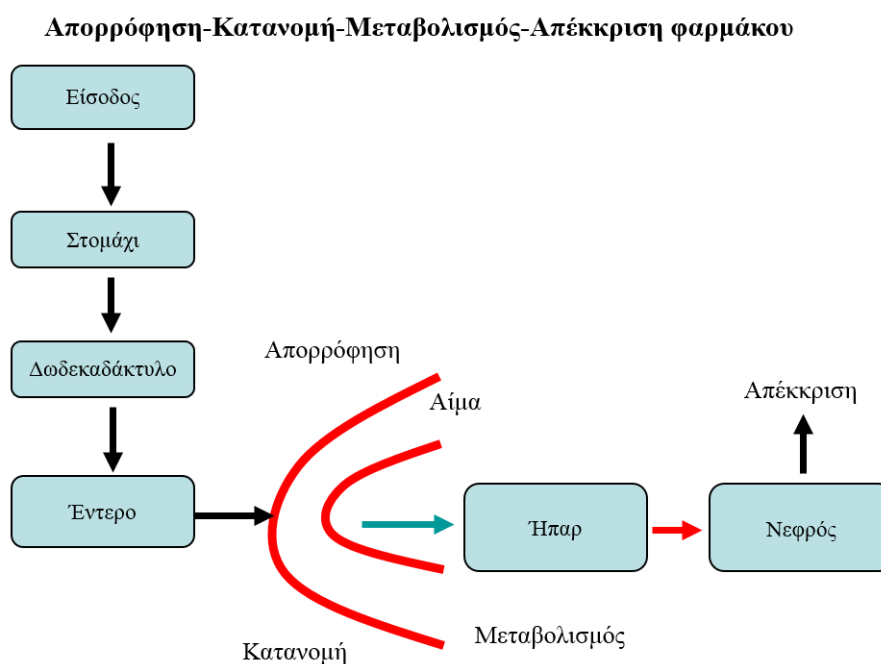 Απορρόφηση-Κατανομή-Μεταβολισμός-Απέκκριση φαρμάκου
Είσοδος
Στομάχι
Δωδεκαδάκτυλο
Έντερο
Απορρόφηση
Αίμα
Κατανομή
Μεταβολισμός
Ήπαρ
Νεφρός
Απέκκριση